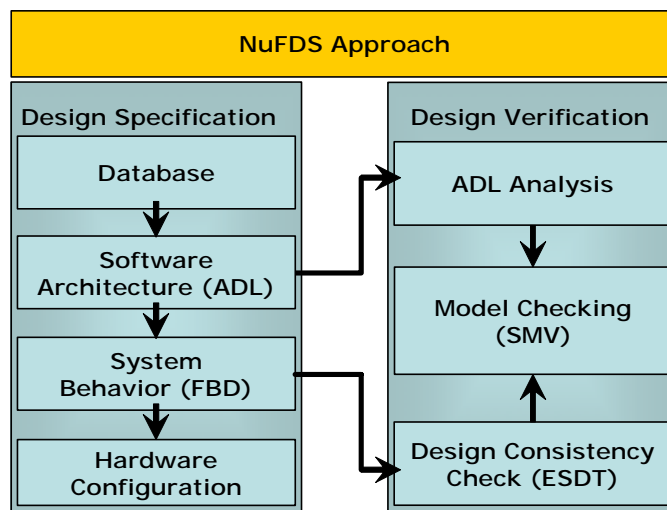 NuFDS Approach
Design Specification
Database
Software
Architecture (ADL)
System
Behavior (FBD)
Hardware
Configuration
Design Verification
ADL Analysis
Model Checking
(SMV)
Design Consistency
Check (ESDT)